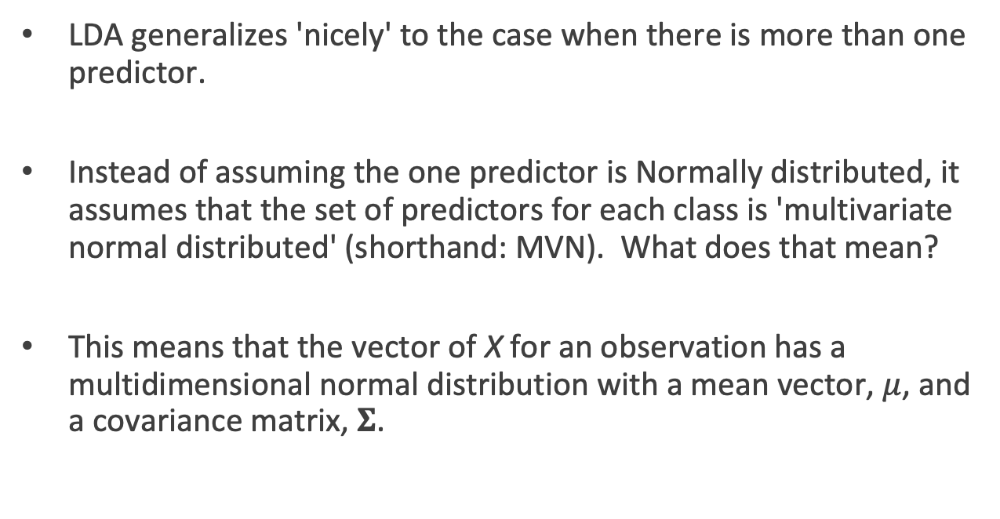 • LDA generalizes 'nicely' to the case when there is more than one
predictor.
• Instead of assuming the one predictor is Normally distributed, it
assumes that the set of predictors for each class is 'multivariate
normal distributed' (shorthand: MVN).  What does that mean?
• This means that the vector of X for an observation has a
multidimensional normal distribution with a mean vector, μ, and
a covariance matrix, Σ.